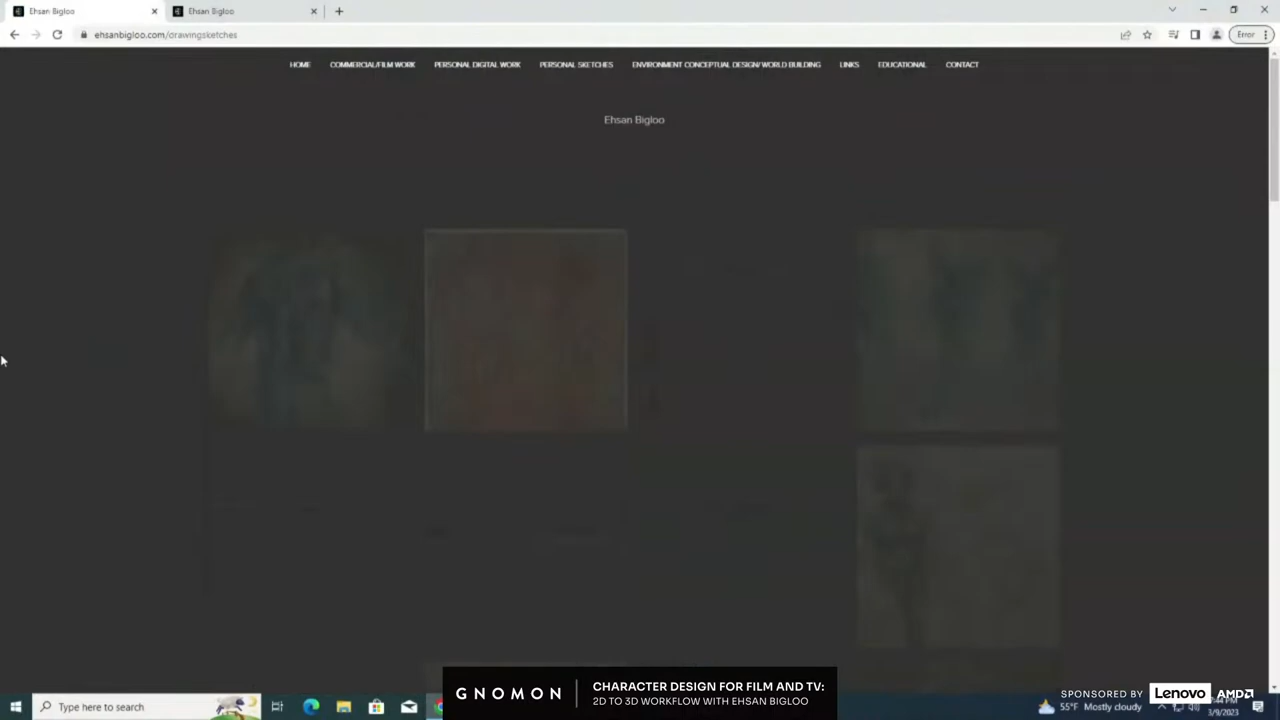 Ehsan Bigloo
Ehsan Bigloo
ehsanbigloo.com/drawingsketches
Error
HOME COMMERCIAL/FILM WORK PERSONAL DIGITAL WORK PERSONAL SKETCHES ENVIRONMENT CONCEPTUAL DESIGN/ WORLD BUILDING LINKS EDUCATIONAL CONTACT
Ehsan Bigloo
GNOMON
CHARACTER DESIGN FOR FILM AND TV:
2D TO 3D WORKFLOW WITH EHSAN BIGLOO
SPONSORED BY Lenovo AMD
Type here to search
55°F Mostly cloudy
3/9/2023